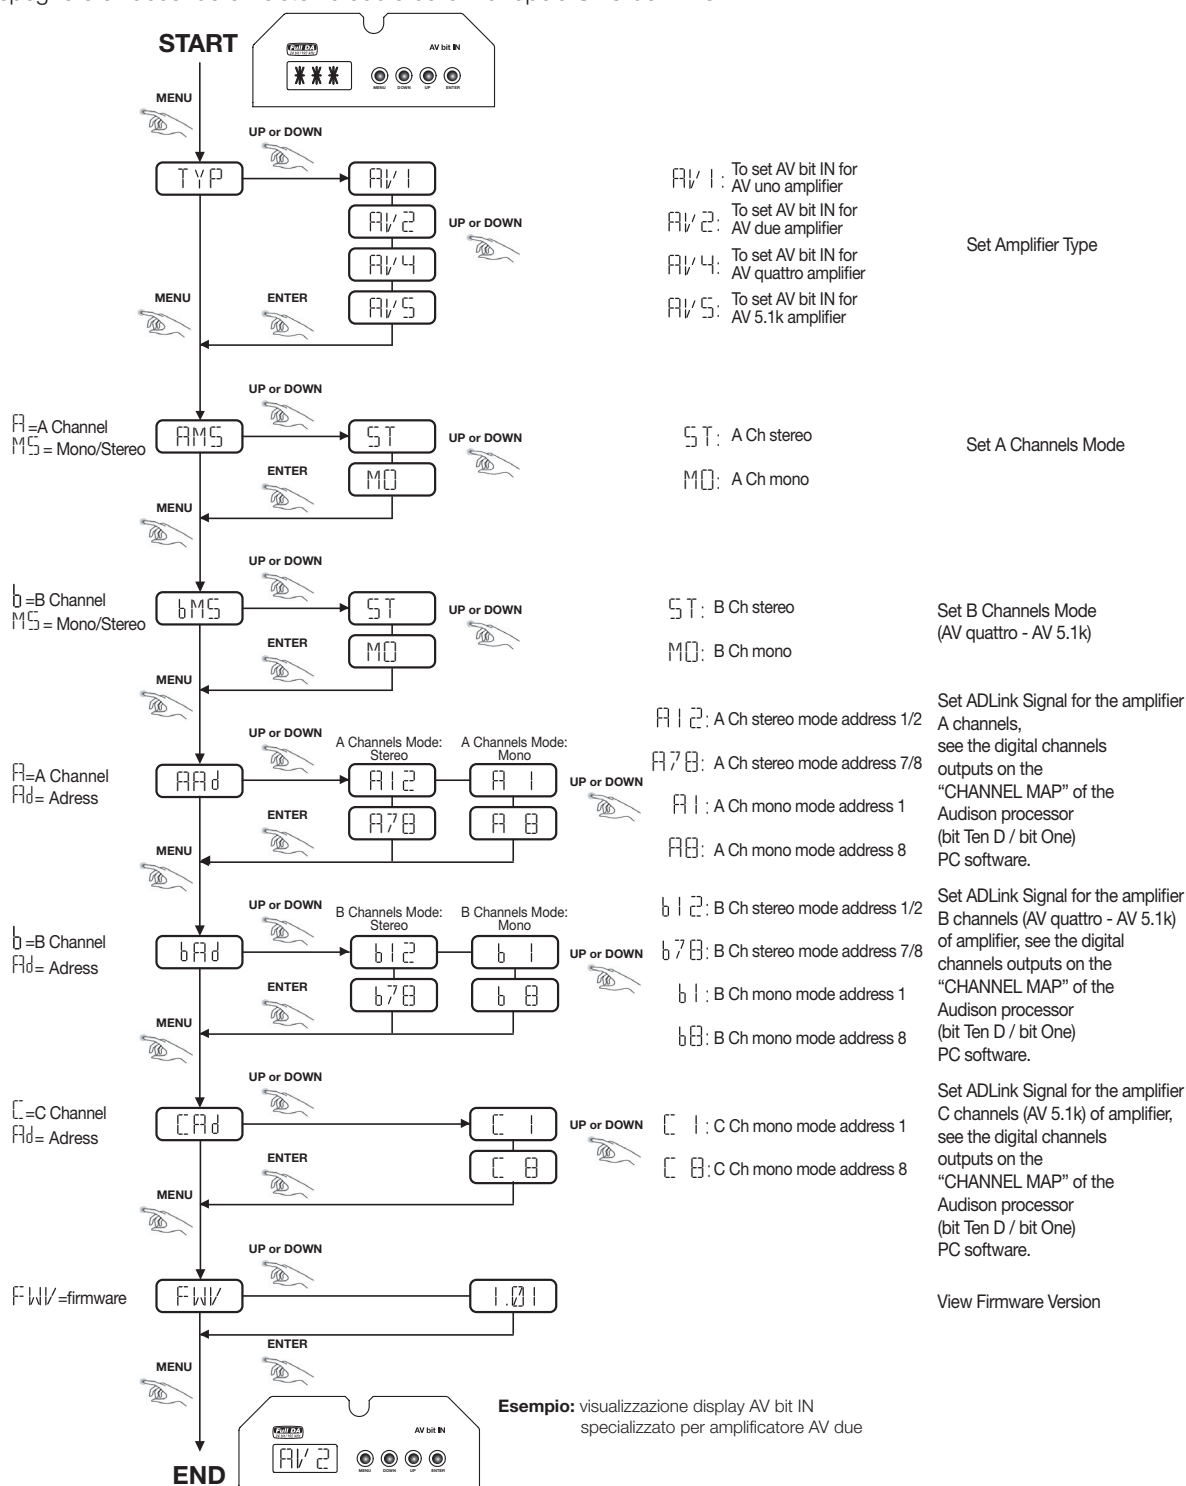 START
Full DA
AV bit IN
***
MENU DOWN UP ENTER
MENU
UP or DOWN
TYP
AV1
AV2
AV4
AV5
UP or DOWN
MENU
ENTER
AV1: To set AV bit IN for
AV uno amplifier
AV2: To set AV bit IN for
AV due amplifier
AV4: To set AV bit IN for
AV quattro amplifier
AV5: To set AV bit IN for
AV 5.1k amplifier
Set Amplifier Type
UP or DOWN
A =A Channel
MS = Mono/Stereo
AMS
ST
MO
UP or DOWN
ENTER
MENU
ST: A Ch stereo
MO: A Ch mono
Set A Channels Mode
UP or DOWN
b =B Channel
MS = Mono/Stereo
bMS
ST
MO
UP or DOWN
ENTER
MENU
ST: B Ch stereo
MO: B Ch mono
Set B Channels Mode
(AV quattro - AV 5.1k)
UP or DOWN
A Channels Mode:
Stereo
A Channels Mode:
Mono
A =A Channel
Ad = Adress
AAd
A12
A 1
A78
A 8
UP or DOWN
ENTER
MENU
A12: A Ch stereo mode address 1/2
A78: A Ch stereo mode address 7/8
A1: A Ch mono mode address 1
A8: A Ch mono mode address 8
Set ADLink Signal for the amplifier
A channels,
see the digital channels
outputs on the
“CHANNEL MAP” of the
Audison processor
(bit Ten D / bit One)
PC software.
UP or DOWN
B Channels Mode:
Stereo
B Channels Mode:
Mono
b =B Channel
Ad = Adress
bAd
b12
b 1
b78
b 8
UP or DOWN
ENTER
MENU
b12: B Ch stereo mode address 1/2
b78: B Ch stereo mode address 7/8
b1: B Ch mono mode address 1
b8: B Ch mono mode address 8
Set ADLink Signal for the amplifier
B channels (AV quattro - AV 5.1k)
of amplifier, see the digital
channels outputs on the
“CHANNEL MAP” of the
Audison processor
(bit Ten D / bit One)
PC software.
UP or DOWN
C =C Channel
Ad = Adress
CAd
C 1
C 8
UP or DOWN
ENTER
MENU
C 1: C Ch mono mode address 1
C 8: C Ch mono mode address 8
Set ADLink Signal for the amplifier
C channels (AV 5.1k) of amplifier,
see the digital channels
outputs on the
“CHANNEL MAP” of the
Audison processor
(bit Ten D / bit One)
PC software.
UP or DOWN
FWV =firmware
FWV
1.01
View Firmware Version
ENTER
MENU
Esempio: visualizzazione display AV bit IN
specializzato per amplificatore AV due
Full DA
AV bit IN
AV 2
MENU DOWN UP ENTER
END